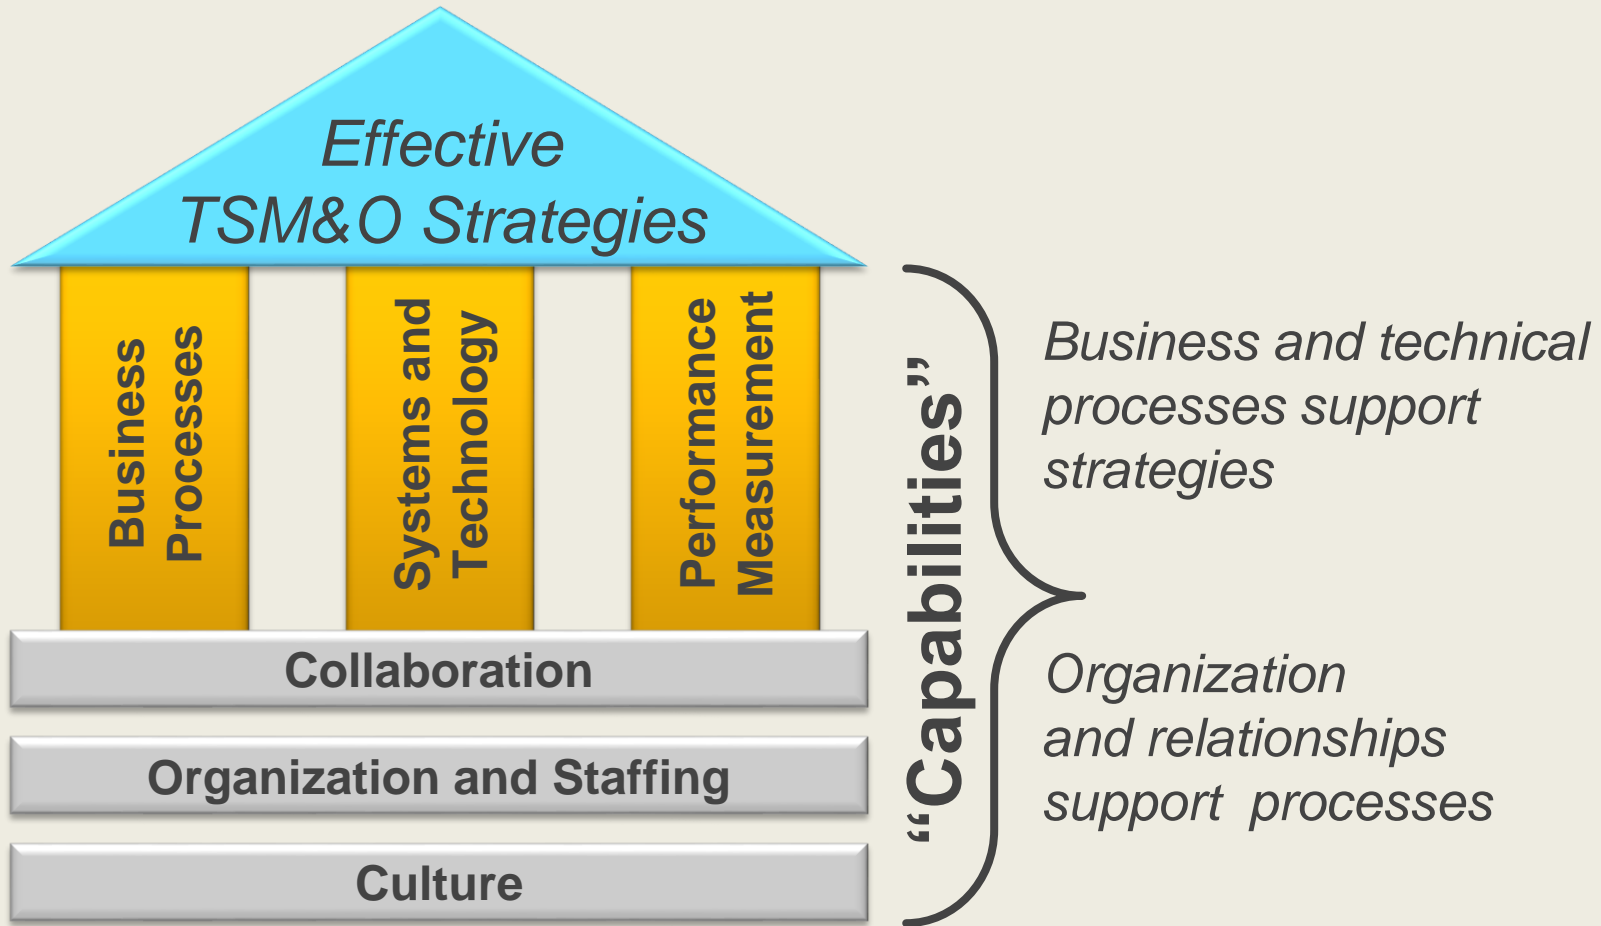 Effective
TSM&O Strategies
Business
Processes
Systems and
Technology
Performance
Measurement
Collaboration
Organization and Staffing
Culture
“Capabilities”
Business and technical
processes support
strategies
Organization
and relationships
support  processes